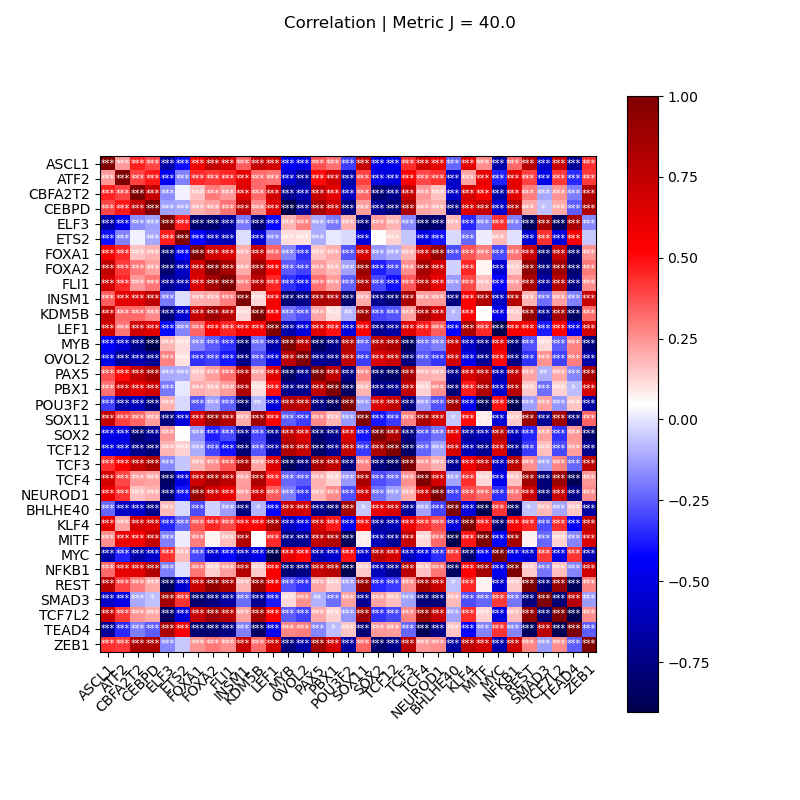 Correlation | Metric J = 40.0
ASCL1
ATF2
CBFA2T2
CEBPD
ELF3
ETS2
FOXA1
FOXA2
FLI1
INSM1
KDM5B
LEF1
MYB
OVOL2
PAX5
PBX1
POU3F2
SOX11
SOX2
TCF12
TCF3
TCF4
NEUROD1
BHLHE40
KLF4
MITF
MYC
NFKB1
REST
SMAD3
TCF7L2
TEAD4
ZEB1
ASCL1
ATF2
CBFA2T2
CEBPD
ELF3
ETS2
FOXA1
FOXA2
FLI1
INSM1
KDM5B
LEF1
MYB
OVOL2
PAX5
PBX1
POU3F2
SOX11
SOX2
TCF12
TCF3
TCF4
NEUROD1
BHLHE40
KLF4
MITF
MYC
NFKB1
REST
SMAD3
TCF7L2
TEAD4
ZEB1
1.00
0.75
0.50
0.25
0.00
−0.25
−0.50
−0.75